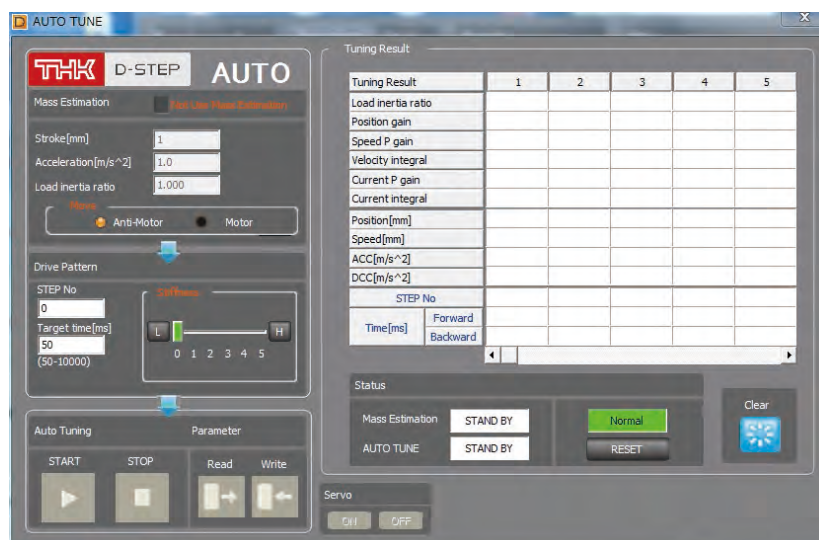 D AUTO TUNE
X
THK D-STEP AUTO
Mass Estimation Not Use Mass Estimation
Stroke[mm] 1
Acceleration[m/s^2] 1.0
Load inertia ratio 1.000
Move
Anti-Motor Motor
Drive Pattern
STEP No
0
Target time[ms]
50
(50-10000)
Stiffness
L H
0 1 2 3 4 5
Auto Tuning Parameter
START STOP Read Write
Tuning Result
Tuning Result 1 2 3 4 5
Load inertia ratio
Position gain
Speed P gain
Velocity integral
Current P gain
Current integral
Position[mm]
Speed[mm]
ACC[m/s^2]
DCC[m/s^2]
STEP No
Time[ms] Forward
Backward
Status
Mass Estimation STAND BY Normal
AUTO TUNE STAND BY RESET
Clear
Servo
ON OFF